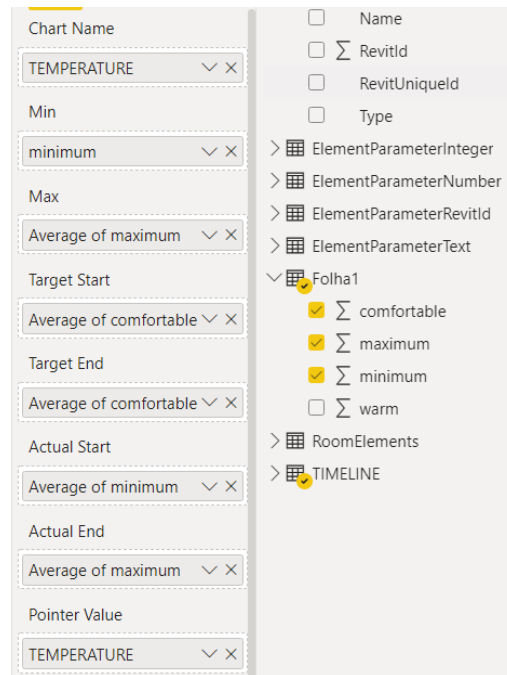 Chart Name
TEMPERATURE
Min
minimum
Max
Average of maximum
Target Start
Average of comfortable
Target End
Average of comfortable
Actual Start
Average of minimum
Actual End
Average of maximum
Pointer Value
TEMPERATURE
Name
∑ RevitId
RevitUniqueId
Type
ElementParameterInteger
ElementParameterNumber
ElementParameterRevitId
ElementParameterText
Folha1
∑ comfortable
∑ maximum
∑ minimum
∑ warm
RoomElements
TIMELINE